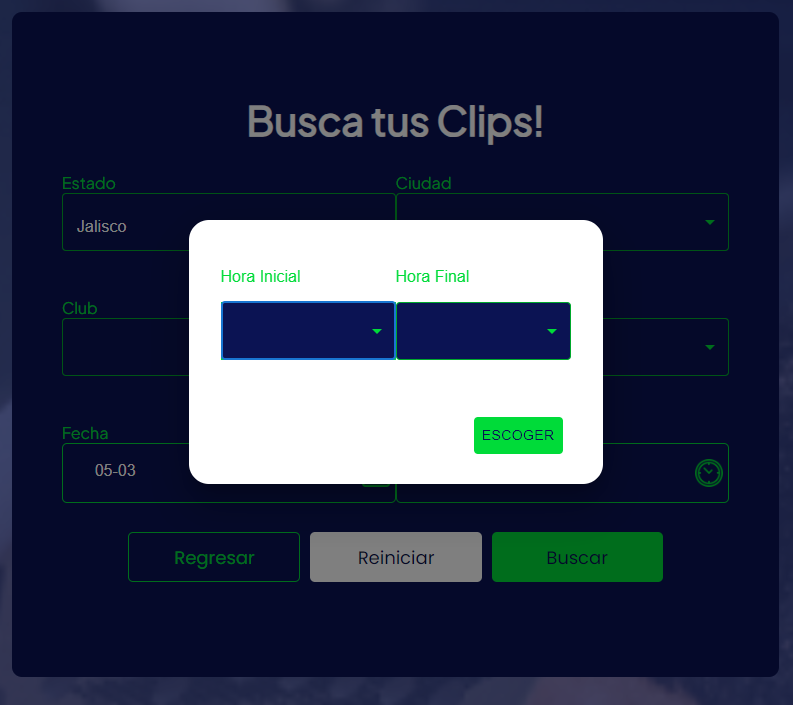 Busca tus Clips!
Estado
Ciudad
Jalisco
Hora Inicial
Hora Final
Club
ESCOGER
Fecha
05-03
Regresar
Reiniciar
Buscar